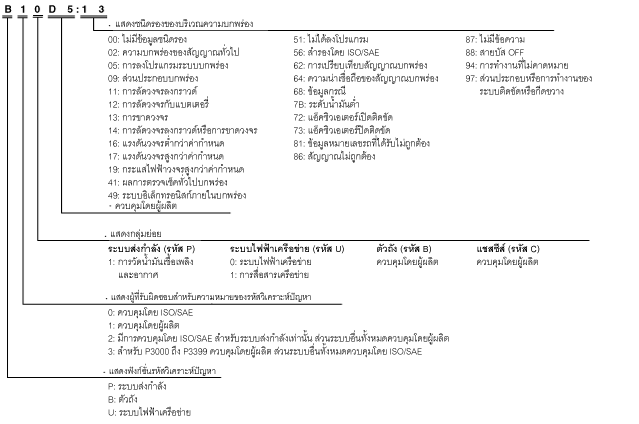 B 1 0 D 5 : 1 3
· แสดงชนิดรองของบริเวณความบกพร่อง
00: ไม่มีข้อมูลชนิดรอง
02: ความบกพร่องของสัญญาณทั่วไป
05: การลงโปรแกรมระบบบกพร่อง
09: ส่วนประกอบบกพร่อง
11: การลัดวงจรลงกราวด์
12: การลัดวงจรกับแบตเตอรี่
13: การขาดวงจร
14: การลัดวงจรลงกราวด์หรือการขาดวงจร
16: แรงดันวงจรต่ำกว่าค่ากำหนด
17: แรงดันวงจรสูงกว่าค่ากำหนด
19: กระแสไฟฟ้าวงจรสูงกว่าค่ากำหนด
41: ผลการตรวจเช็คทั่วไปบกพร่อง
49: ระบบอิเล็กทรอนิสก์ภายในบกพร่อง
51: ไม่ได้ลงโปรแกรม
56: สำรองโดย ISO/SAE
62: การเปรียบเทียบสัญญาณบกพร่อง
64: ความน่าเชื่อถือของสัญญาณบกพร่อง
68: ข้อมูลกรณี
7B: ระดับน้ำมันต่ำ
72: แอ็คชิวเอเตอร์เปิดติดขัด
73: แอ็คชิวเอเตอร์ปิดติดขัด
81: ข้อมูลหมายเลขรถที่ได้รับไม่ถูกต้อง
86: สัญญาณไม่ถูกต้อง
87: ไม่มีข้อความ
88: สายบัส OFF
94: การทำงานที่ไม่คาดหมาย
97: ส่วนประกอบหรือการทำงานของ
ระบบติดขัดหรือกีดขวาง
· ควบคุมโดยผู้ผลิต
· แสดงกลุ่มย่อย
ระบบส่งกำลัง (รหัส P)
1: การวัดน้ำมันเชื้อเพลิง
และอากาศ
ระบบไฟฟ้าเครือข่าย (รหัส U)
0: ระบบไฟฟ้าเครือข่าย
1: การสื่อสารเครือข่าย
ตัวถัง (รหัส B)
ควบคุมโดยผู้ผลิต
แชสซีส์ (รหัส C)
ควบคุมโดยผู้ผลิต
· แสดงผู้ที่รับผิดชอบสำหรับความหมายของรหัสวิเคราะห์ปัญหา
0: ควบคุมโดย ISO/SAE
1: ควบคุมโดยผู้ผลิต
2: มีการควบคุมโดย ISO/SAE สำหรับระบบส่งกำลังเท่านั้น ส่วนระบบอื่นทั้งหมดควบคุมโดยผู้ผลิต
3: สำหรับ P3000 ถึง P3399 ควบคุมโดยผู้ผลิต ส่วนระบบอื่นทั้งหมดควบคุมโดย ISO/SAE
· แสดงฟังก์ชั่นรหัสวิเคราะห์ปัญหา
P: ระบบส่งกำลัง
B: ตัวถัง
U: ระบบไฟฟ้าเครือข่าย